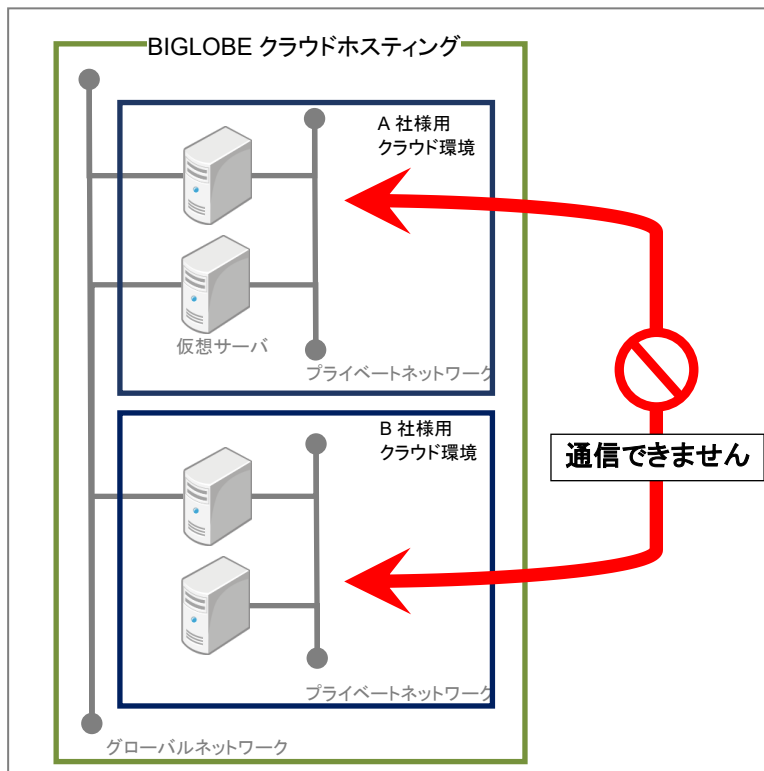 BIGLOBE クラウドホスティング
A 社様用
クラウド環境
仮想サーバ
プライベートネットワーク
B 社様用
クラウド環境
通信できません
プライベートネットワーク
グローバルネットワーク